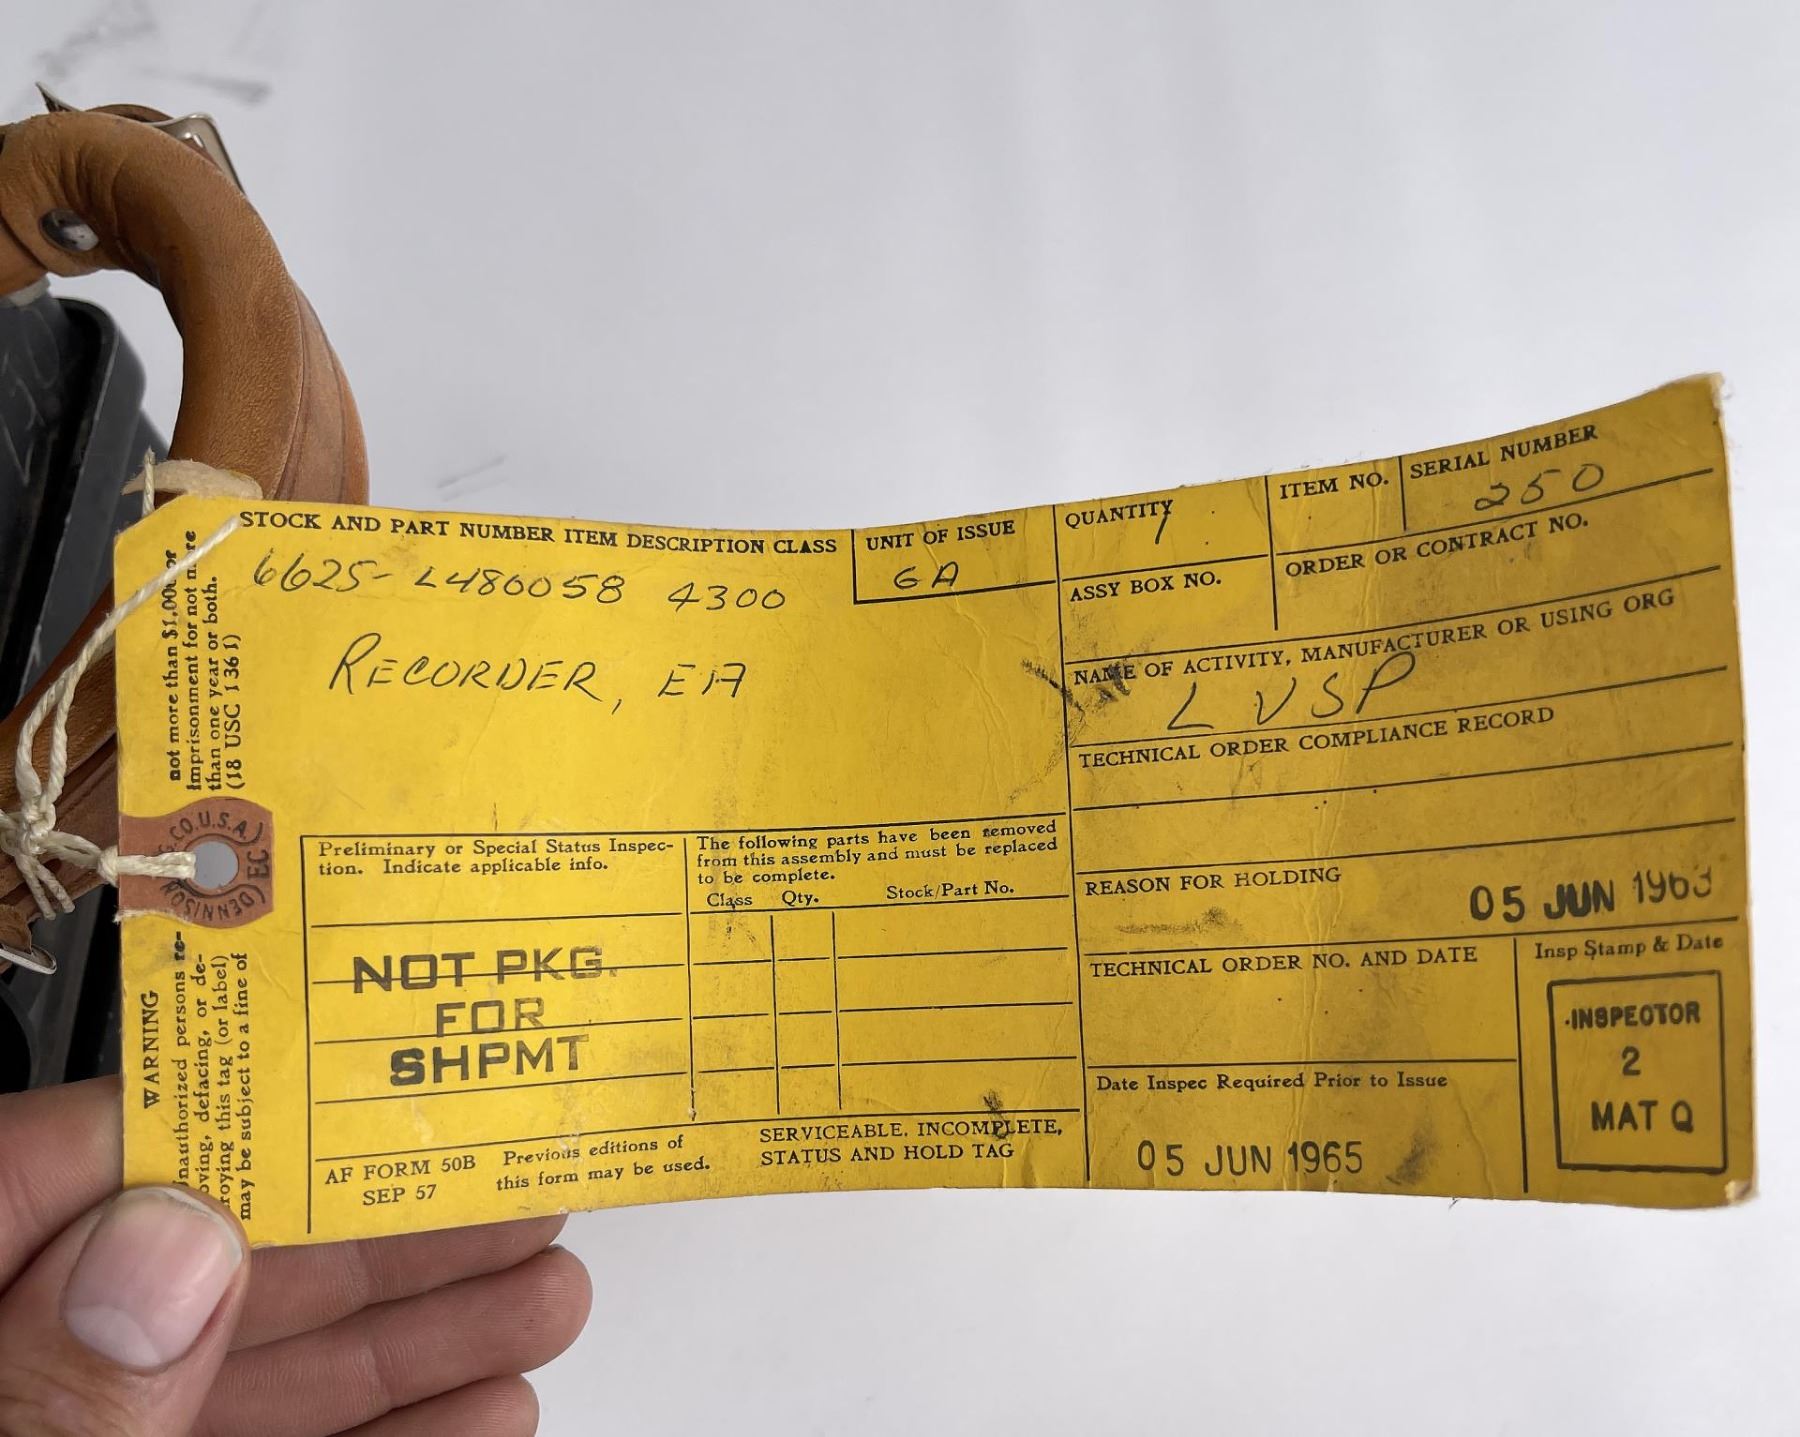 STOCK AND PART NUMBER ITEM DESCRIPTION CLASS
6625-L480058 4300
RECORDER, EA
UNIT OF ISSUE
QUANTITY
1
ITEM NO.
SERIAL NUMBER
250
ASSY BOX NO.
ORDER OR CONTRACT NO.
NAME OF ACTIVITY, MANUFACTURER OR USING ORG
LVSP
TECHNICAL ORDER COMPLIANCE RECORD
Preliminary or Special Status Inspec-
tion. Indicate applicable info.
NOT PKG.
FOR
SHPMT
The following parts have been removed
from this assembly and must be replaced
to be complete.
Class Qty. Stock/Part No.
REASON FOR HOLDING
05 JUN 1963
TECHNICAL ORDER NO. AND DATE
Insp Stamp & Date
INSPECTOR
2
MAT Q
Date Inspec Required Prior to Issue
05 JUN 1965
AF FORM 50B
SEP 57
Previous editions of
this form may be used.
SERVICEABLE, INCOMPLETE,
STATUS AND HOLD TAG
WARNING
persons re-
defacing, or de-
this tag (or label)
may be subject to a fine of
not more than
imprisonment for not more
than one year or both.
(18 USC 1361)
DENNISON
CO. U.S.A.
EC